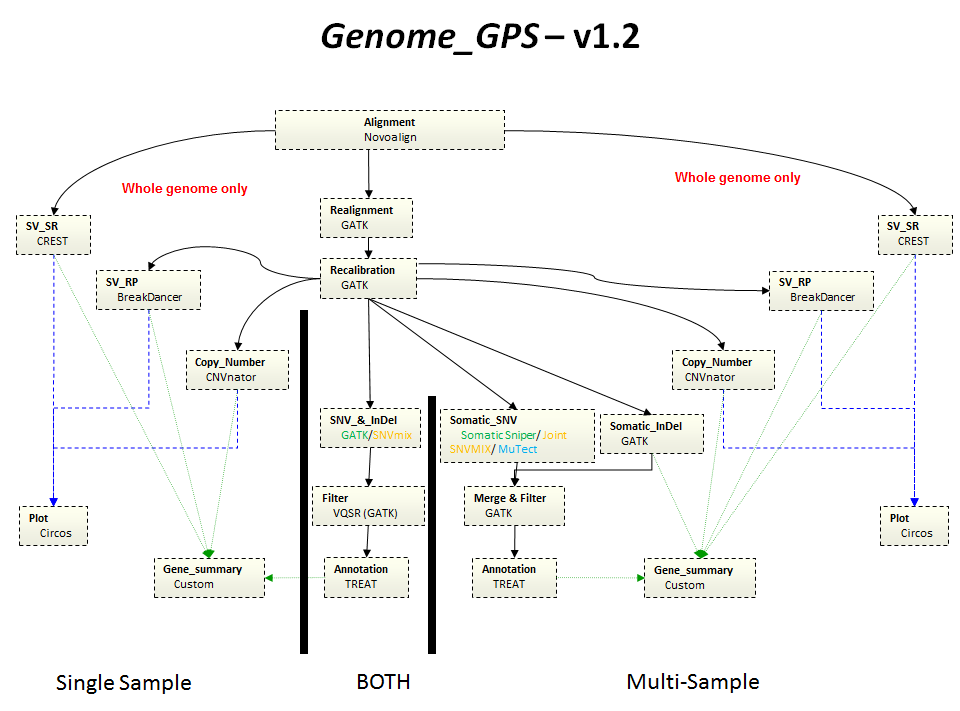 Genome_GPS – v1.2
Alignment
Novoalign
Whole genome only
Whole genome only
Realignment
GATK
SV_SR
CREST
SV_SR
CREST
Recalibration
GATK
SV_RP
BreakDancer
SV_RP
BreakDancer
Copy_Number
CNVnator
Copy_Number
CNVnator
SNV_&_InDel
GATK/SNVmix
Somatic_SNV
Somatic Sniper/ Joint
SNVMIX/ MuTect
Somatic_InDel
GATK
Filter
VQSR (GATK)
Merge & Filter
GATK
Plot
Circos
Plot
Circos
Gene_summary
Custom
Annotation
TREAT
Annotation
TREAT
Gene_summary
Custom
Single Sample
BOTH
Multi-Sample